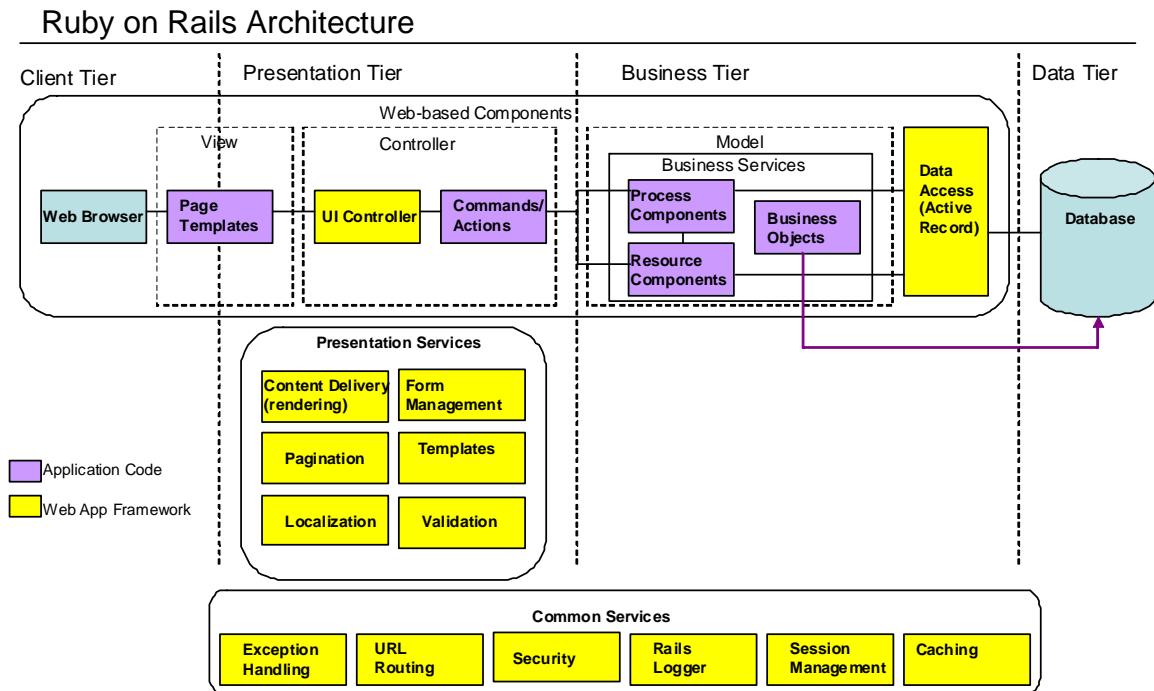 Ruby on Rails Architecture
Client Tier
Presentation Tier
Business Tier
Data Tier
Web-based Components
View
Controller
Model
Business Services
Web Browser
Page
Templates
UI Controller
Commands/
Actions
Process
Components
Resource
Components
Business
Objects
Data
Access
(Active
Record)
Database
Presentation Services
Content Delivery
(rendering)
Form
Management
Pagination
Templates
Localization
Validation
Application Code
Web App Framework
Common Services
Exception
Handling
URL
Routing
Security
Rails
Logger
Session
Management
Caching